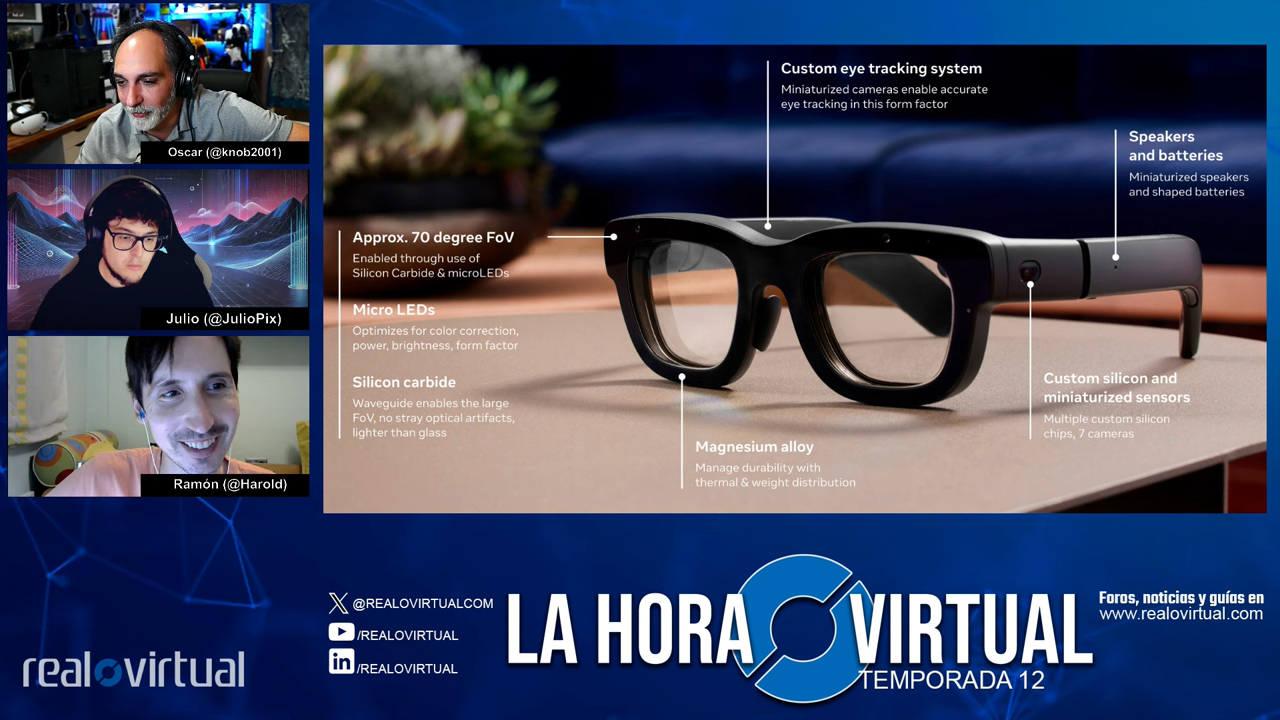 Oscar (@knob2001)
Julio (@JulioPix)
Ramón (@Harold)
Custom eye tracking system
Miniaturized cameras enable accurate
eye tracking in this form factor
Speakers
and batteries
Miniaturized speakers
and shaped batteries
Approx. 70 degree FoV
Enabled through use of
Silicon Carbide & microLEDs
Micro LEDs
Optimizes for color correction,
power, brightness, form factor
Silicon carbide
Waveguide enables the large
FoV, no stray optical artifacts,
lighter than glass
Magnesium alloy
Manage durability with
thermal & weight distribution
Custom silicon and
miniaturized sensors
Multiple custom silicon
chips, 7 cameras
realovirtual
@REALOVIRTUALCOM
/REALOVIRTUAL
in /REALOVIRTUAL
LA HORA VIRTUAL
TEMPORADA 12
Foros, noticias y guías en
www.realovirtual.com